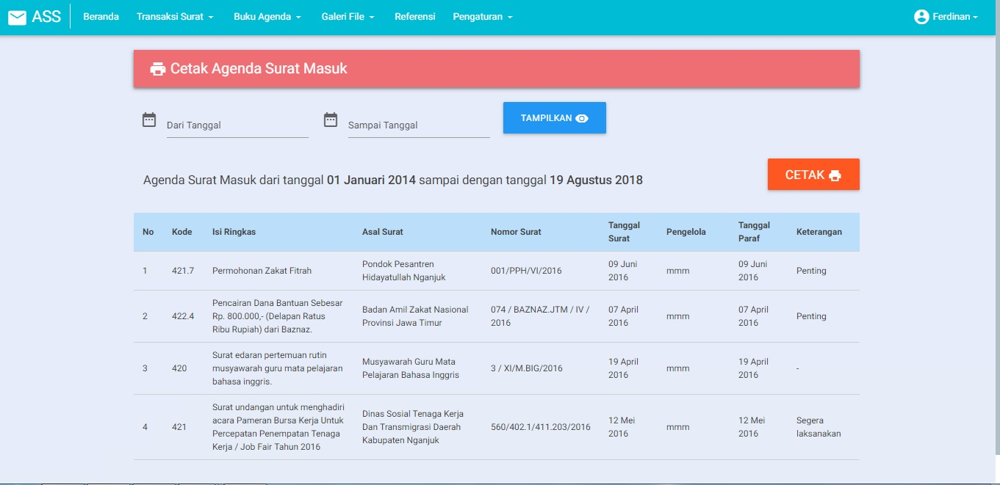 ASS Beranda Transaksi Surat Buku Agenda Galeri File Referensi Pengaturan Ferdinan
Cetak Agenda Surat Masuk
Dari Tanggal Sampai Tanggal TAMPILKAN
Agenda Surat Masuk dari tanggal 01 Januari 2014 sampai dengan tanggal 19 Agustus 2018 CETAK
No Kode Isi Ringkas Asal Surat Nomor Surat Tanggal Surat Pengelola Tanggal Paraf Keterangan
1 421.7 Permohonan Zakat Fitrah
Pondok Pesantren
Hidayatullah Nganjuk
001/PPH/VI/2016
09 Juni
2016
mmm
09 Juni
2016
Penting
2 422.4
Pencairan Dana Bantuan Sebesar
Rp. 800.000,- (Delapan Ratus
Ribu Rupiah) dari Baznaz.
Badan Amil Zakat Nasional
Provinsi Jawa Timur
074 / BAZNAZ.JTM / IV /
2016
07 April
2016
mmm
07 April
2016
Penting
3 420
Surat edaran pertemuan rutin
musyawarah guru mata pelajaran
bahasa inggris.
Musyawarah Guru Mata
Pelajaran Bahasa Inggris
3 / XI/M.BIG/2016
19 April
2016
mmm
19 April
2016
-
4 421
Surat undangan untuk menghadiri
acara Pameran Bursa Kerja Untuk
Percepatan Penempatan Tenaga
Kerja / Job Fair Tahun 2016
Dinas Sosial Tenaga Kerja
Dan Transmigrasi Daerah
Kabupaten Nganjuk
560/402.1/411.203/2016
12 Mei
2016
mmm
12 Mei
2016
Segera
laksanakan